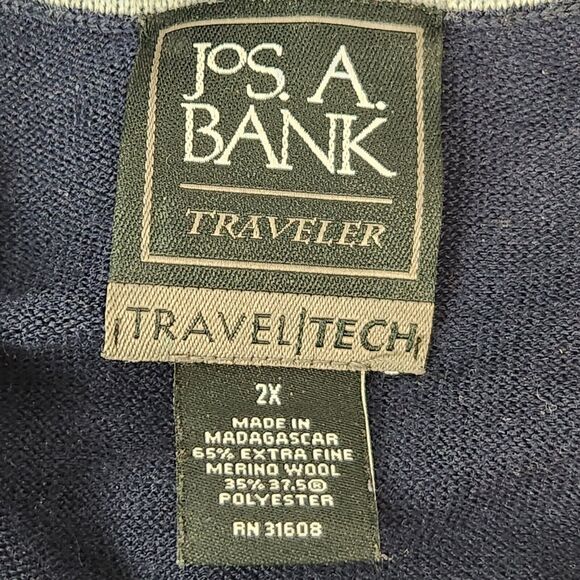 JOS. A.
BANK
TRAVELER
TRAVEL/TECH
2X
MADE IN
MADAGASCAR
65% EXTRA FINE
MERINO WOOL
35% 37.5®
POLYESTER
RN 31608